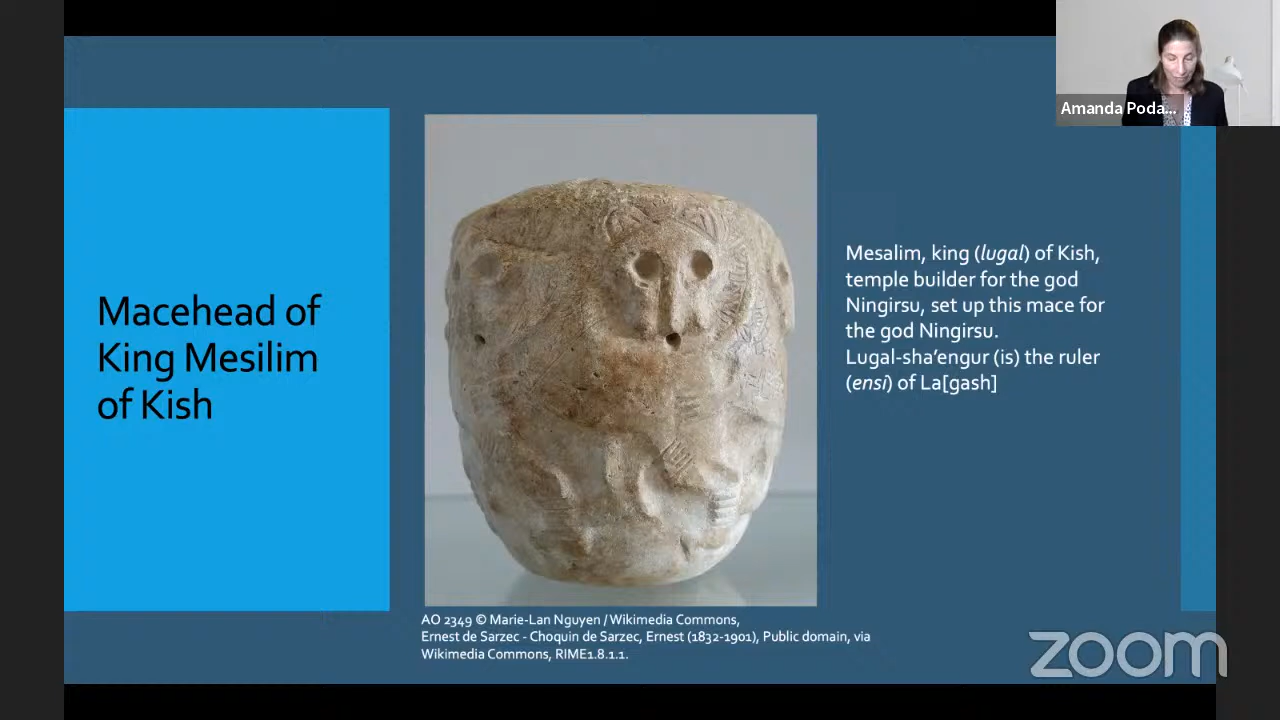 Amanda Poda...
Macehead of
King Mesilim
of Kish
Mesalim, king (lugal) of Kish,
temple builder for the god
Ningirsu, set up this mace for
the god Ningirsu.
Lugal-sha’engur (is) the ruler
(ensi) of La[gash]
AO 2349 © Marie-Lan Nguyen / Wikimedia Commons,
Ernest de Sarzec - Choquin de Sarzec, Ernest (1832-1901), Public domain, via
Wikimedia Commons, RIME1.8.1.1.
zoom